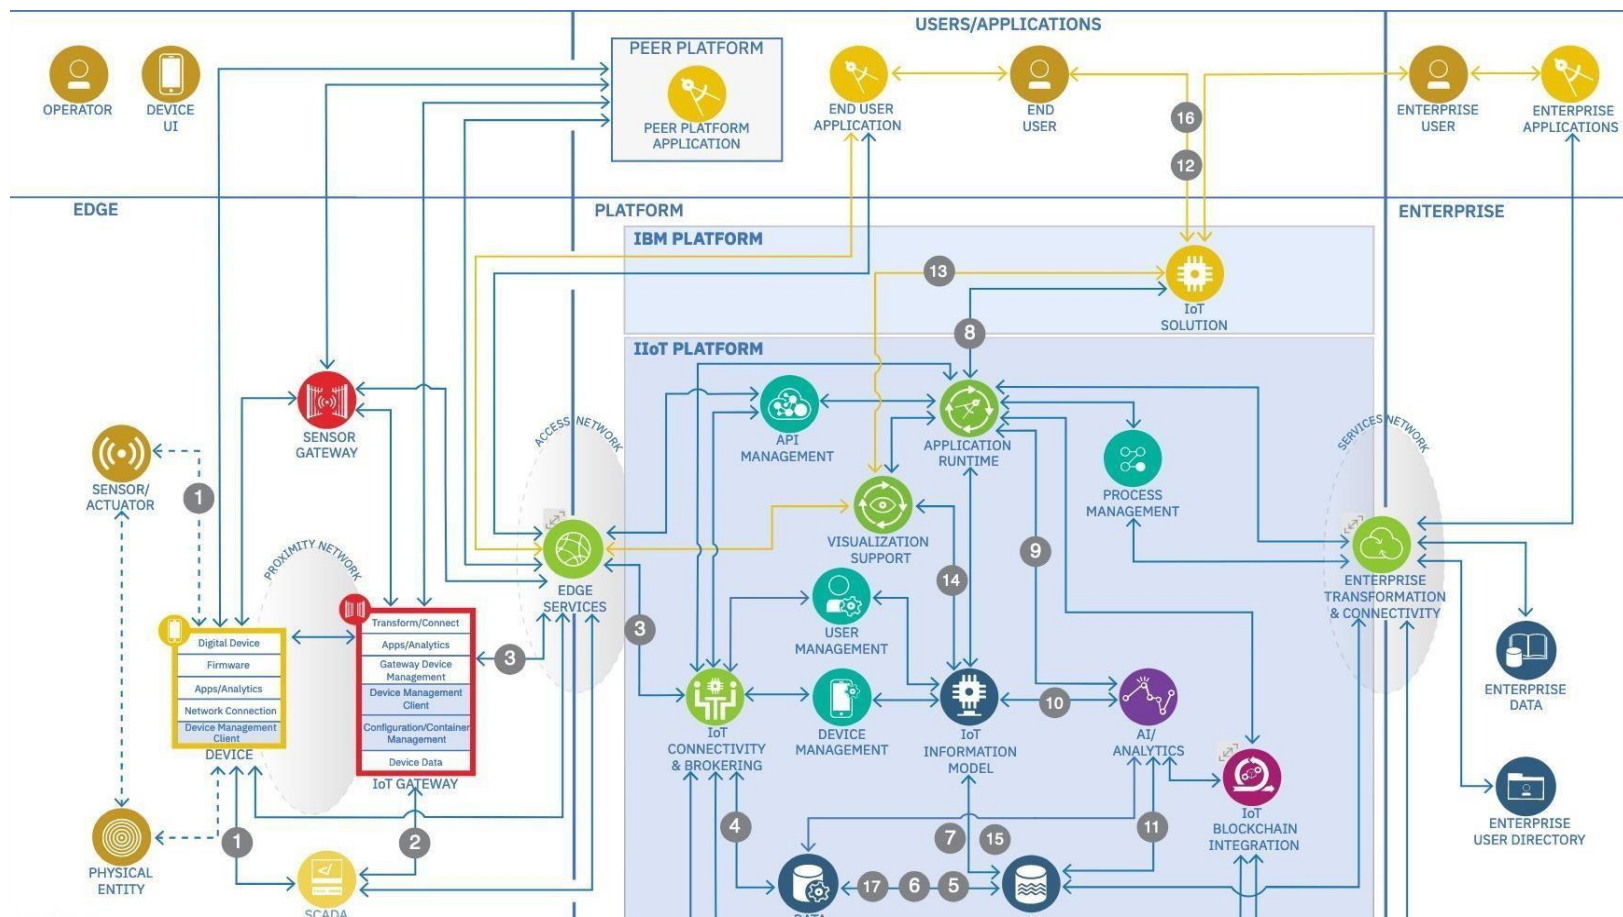 USERS/APPLICATIONS
OPERATOR
DEVICE
UI
PEER PLATFORM
PEER PLATFORM
APPLICATION
END USER
APPLICATION
END
USER
16
12
ENTERPRISE
USER
ENTERPRISE
APPLICATIONS
EDGE
PLATFORM
ENTERPRISE
IBM PLATFORM
13
IoT
SOLUTION
8
IIoT PLATFORM
SENSOR
GATEWAY
ACCESS NETWORK
API
MANAGEMENT
APPLICATION
RUNTIME
PROCESS
MANAGEMENT
SERVICES NETWORK
SENSOR/
ACTUATOR
1
VISUALIZATION
SUPPORT
9
14
PROXIMITY NETWORK
EDGE
SERVICES
ENTERPRISE
TRANSFORMATION
& CONNECTIVITY
3
3
USER
MANAGEMENT
Digital Device
Firmware
Apps/Analytics
Network Connection
Device Management
Client
DEVICE
Transform/Connect
Apps/Analytics
Gateway Device
Management
Device Management
Client
Configuration/Container
Management
Device Data
IoT GATEWAY
IoT
CONNECTIVITY
& BROKERING
DEVICE
MANAGEMENT
IoT
INFORMATION
MODEL
10
AI/
ANALYTICS
ENTERPRISE
DATA
IoT
BLOCKCHAIN
INTEGRATION
ENTERPRISE
USER DIRECTORY
1
2
4
7
15
11
PHYSICAL
ENTITY
</>
SCADA
17
6
5
DATA